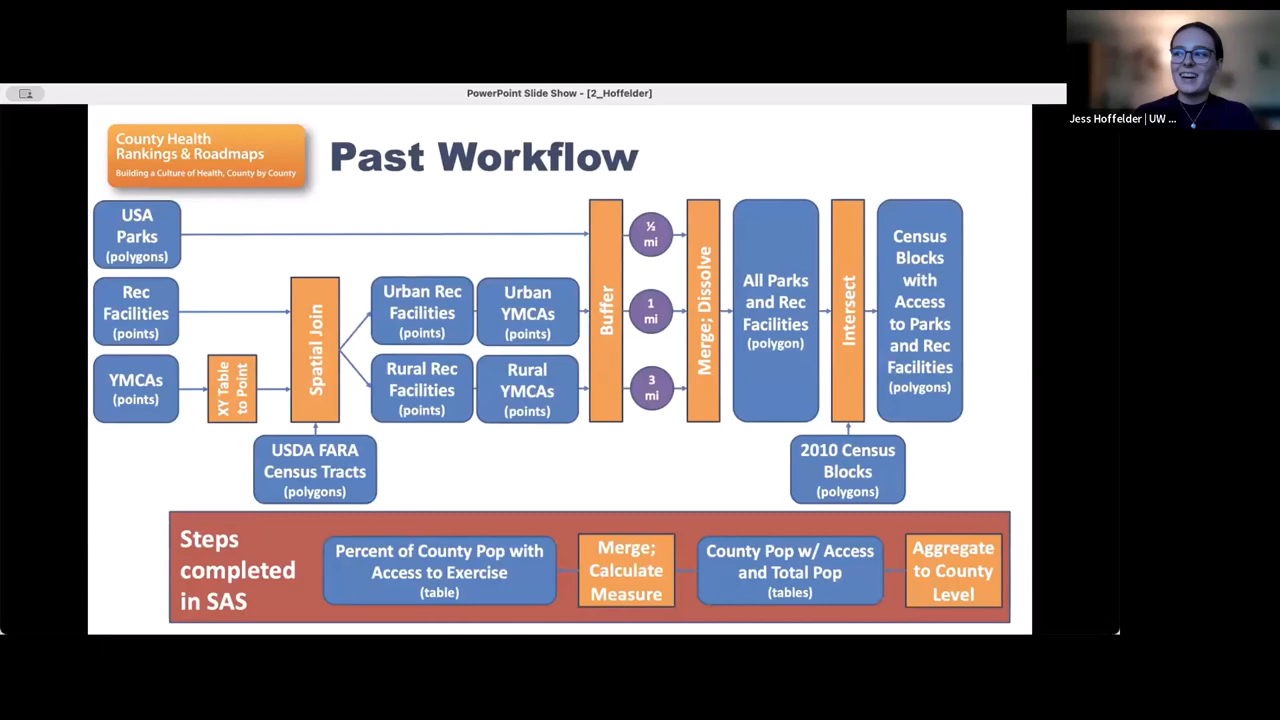 PowerPoint Slide Show - [2_Hoffelder]
Jess Hoffelder | UW ...
County Health
Rankings & Roadmaps
Building a Culture of Health, County by County
Past Workflow
USA
Parks
(polygons)
Rec
Facilities
(points)
YMCAs
(points)
XY Table
to Point
Spatial Join
USDA FARA
Census Tracts
(polygons)
Urban Rec
Facilities
(points)
Urban
YMCAs
(points)
Rural Rec
Facilities
(points)
Rural
YMCAs
(points)
Buffer
½
mi
1
mi
3
mi
Merge; Dissolve
All Parks
and Rec
Facilities
(polygon)
Intersect
2010 Census
Blocks
(polygons)
Census
Blocks
with
Access
to Parks
and Rec
Facilities
(polygons)
Steps
completed
in SAS
Percent of County Pop with
Access to Exercise
(table)
Merge;
Calculate
Measure
County Pop w/ Access
and Total Pop
(tables)
Aggregate
to County
Level